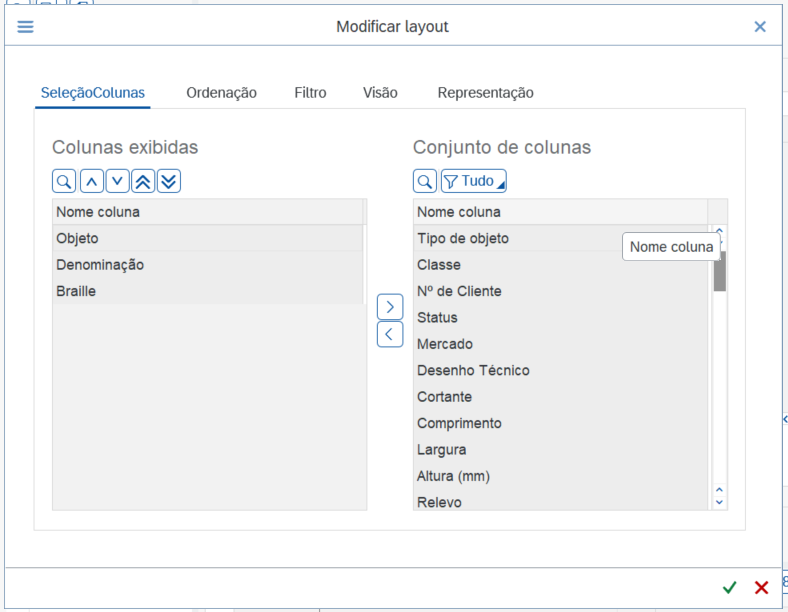 Modificar layout
SeleçãoColunas Ordenação Filtro Visão Representação
Colunas exibidas
Nome coluna
Objeto
Denominação
Braille
Conjunto de colunas
Tudo
Nome coluna
Tipo de objeto
Nome coluna
Classe
Nº de Cliente
Status
Mercado
Desenho Técnico
Cortante
Comprimento
Largura
Altura (mm)
Relevo